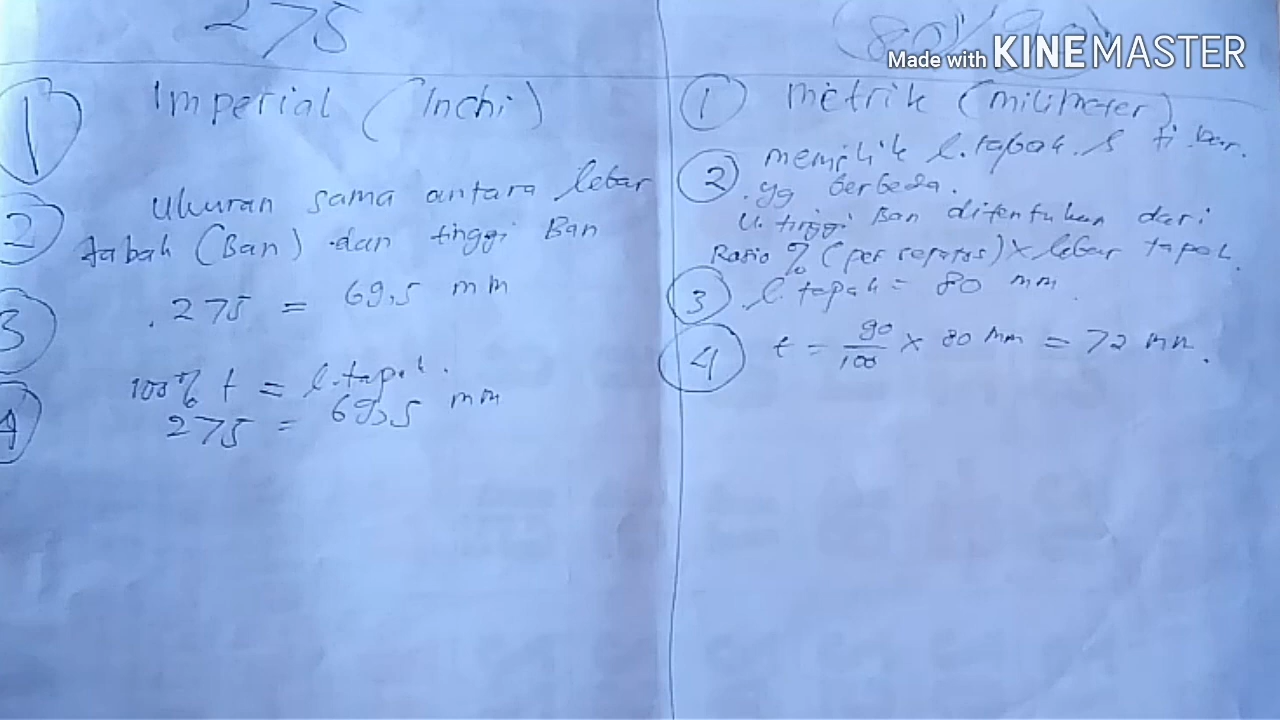 275
80/90
Made with KINEMASTER
1 Imperial (Inchi)
2 Ukuran sama antara lebar
tabah (Ban) dan tinggi Ban
3 . 275 = 69,5 mm
4 100% t = l.tapak.
275 = 69,5 mm
1 metrik (milimeter)
2 memilik l.tapak. S ti.ban.
. yg berbeda.
U. tinggi Ban ditentukan dari
Rasio % (per) x lebar tapak.
3 . l. tapak = 80 mm
4 t = 90/100 x 80 mm = 72 mm.